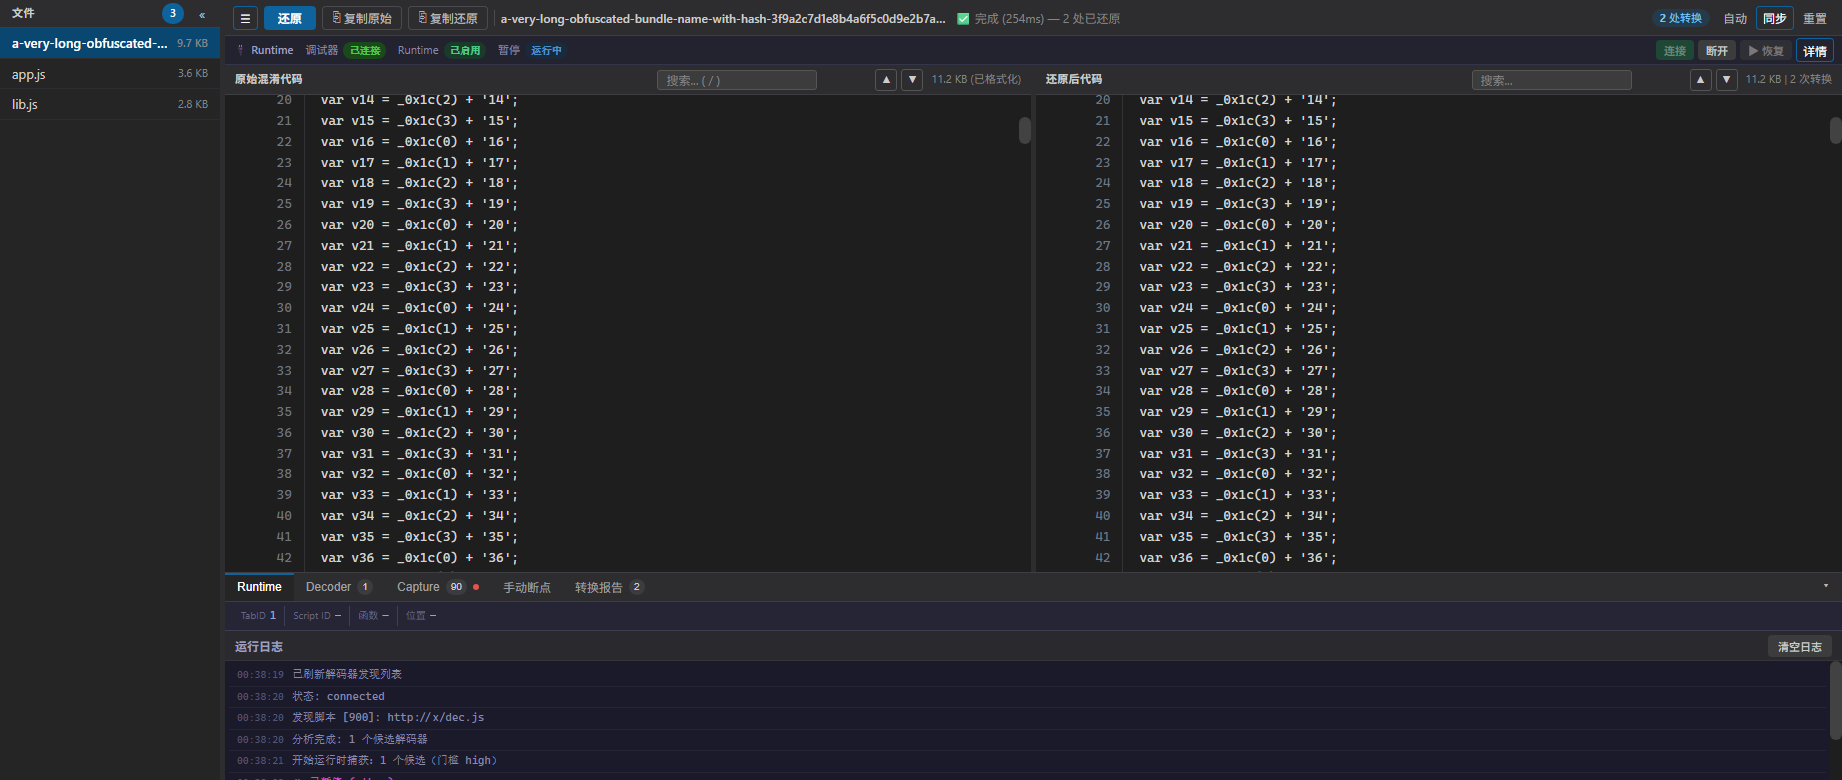 文件 3 «
a-very-long-obfuscated-... 9.7 KB
app.js 3.6 KB
lib.js 2.8 KB
☰ 还原 复制原始 复制还原 a-very-long-obfuscated-bundle-name-with-hash-3f9a2c7d1e8b4a6f5c0d9e2b7a... ✅ 完成 (254ms) — 2 处已还原 2 处转换 自动 同步 重置
Runtime 调试器 已连接 Runtime 已启用 暂停 运行中 连接 断开 ▶ 恢复 详情
原始混淆代码 搜索... ( / ) ▲ ▼ 11.2 KB (已格式化)
20 var v14 = _0x1c(2) + '14';
21 var v15 = _0x1c(3) + '15';
22 var v16 = _0x1c(0) + '16';
23 var v17 = _0x1c(1) + '17';
24 var v18 = _0x1c(2) + '18';
25 var v19 = _0x1c(3) + '19';
26 var v20 = _0x1c(0) + '20';
27 var v21 = _0x1c(1) + '21';
28 var v22 = _0x1c(2) + '22';
29 var v23 = _0x1c(3) + '23';
30 var v24 = _0x1c(0) + '24';
31 var v25 = _0x1c(1) + '25';
32 var v26 = _0x1c(2) + '26';
33 var v27 = _0x1c(3) + '27';
34 var v28 = _0x1c(0) + '28';
35 var v29 = _0x1c(1) + '29';
36 var v30 = _0x1c(2) + '30';
37 var v31 = _0x1c(3) + '31';
38 var v32 = _0x1c(0) + '32';
39 var v33 = _0x1c(1) + '33';
40 var v34 = _0x1c(2) + '34';
41 var v35 = _0x1c(3) + '35';
42 var v36 = _0x1c(0) + '36';
还原后代码 搜索... ▲ ▼ 11.2 KB | 2 次转换
20 var v14 = _0x1c(2) + '14';
21 var v15 = _0x1c(3) + '15';
22 var v16 = _0x1c(0) + '16';
23 var v17 = _0x1c(1) + '17';
24 var v18 = _0x1c(2) + '18';
25 var v19 = _0x1c(3) + '19';
26 var v20 = _0x1c(0) + '20';
27 var v21 = _0x1c(1) + '21';
28 var v22 = _0x1c(2) + '22';
29 var v23 = _0x1c(3) + '23';
30 var v24 = _0x1c(0) + '24';
31 var v25 = _0x1c(1) + '25';
32 var v26 = _0x1c(2) + '26';
33 var v27 = _0x1c(3) + '27';
34 var v28 = _0x1c(0) + '28';
35 var v29 = _0x1c(1) + '29';
36 var v30 = _0x1c(2) + '30';
37 var v31 = _0x1c(3) + '31';
38 var v32 = _0x1c(0) + '32';
39 var v33 = _0x1c(1) + '33';
40 var v34 = _0x1c(2) + '34';
41 var v35 = _0x1c(3) + '35';
42 var v36 = _0x1c(0) + '36';
Runtime Decoder 1 Capture 90 手动断点 转换报告 2
TabID 1 Script ID — 函数 — 位置 —
运行日志 清空日志
00:38:19 已刷新解码器发现列表
00:38:20 状态: connected
00:38:20 发现脚本 [900]: http://x/dec.js
00:38:20 分析完成: 1 个候选解码器
00:38:21 开始运行时捕获: 1 个候选 (门槛 high)